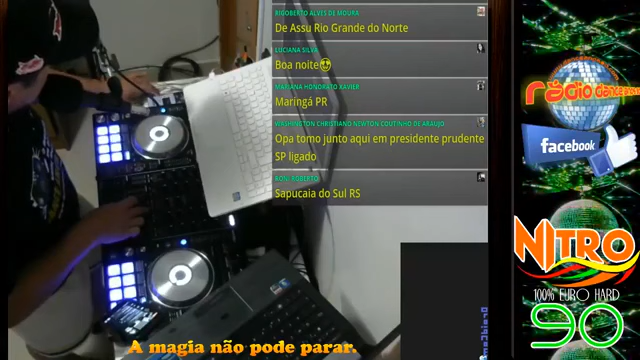 RIGOBERTO ALVES DE MOURA
De Assu Rio Grande do Norte
LUCIANA SILVA
Boa noite😍
MARIANA HONORATO XAVIER
Maringá PR
WASHINGTON CHRISTIANO NEWTON COUTINHO DE ARAUJO
Opa tomo junto aqui em presidente prudente
SP ligado
RONI ROBERTO
Sapucaia do Sul RS
facebook
NITRO
100% EURO HARD
90
A magia não pode parar.